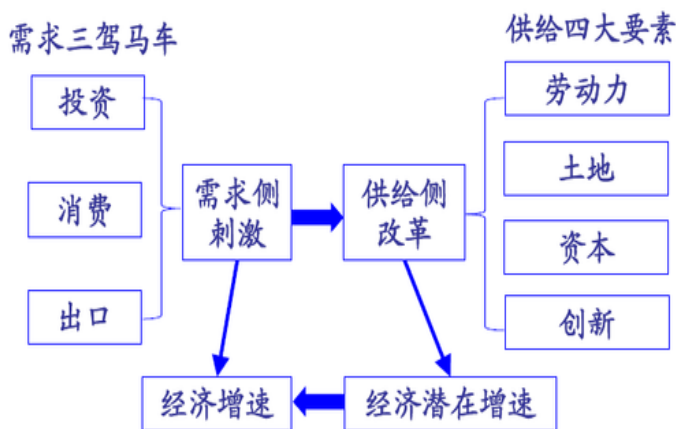 需求三驾马车
供给四大要素
投资
消费
出口
需求侧
刺激
供给侧
改革
劳动力
土地
资本
创新
经济增速
经济潜在增速